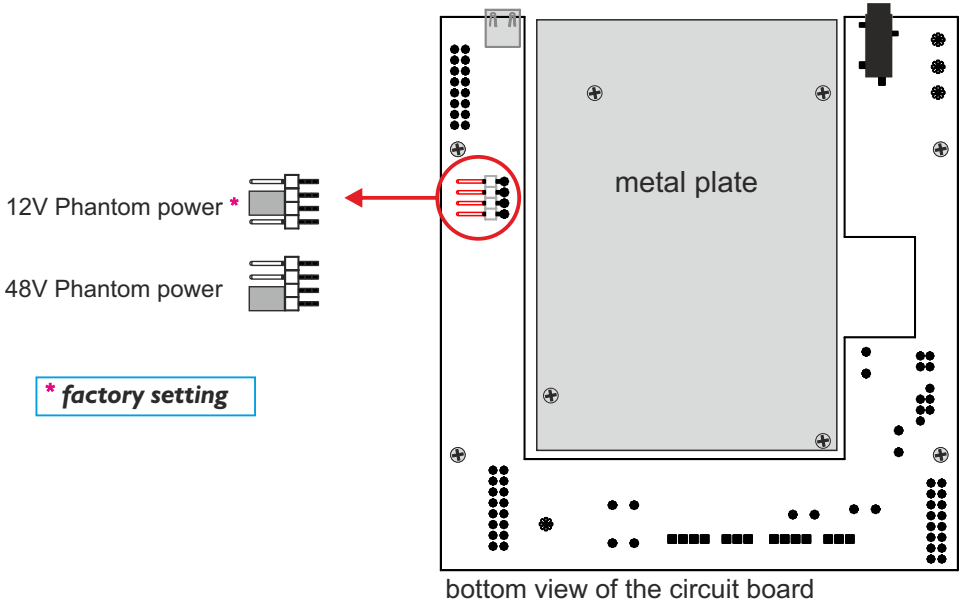 metal plate
12V Phantom power *
48V Phantom power
* factory setting
bottom view of the circuit board